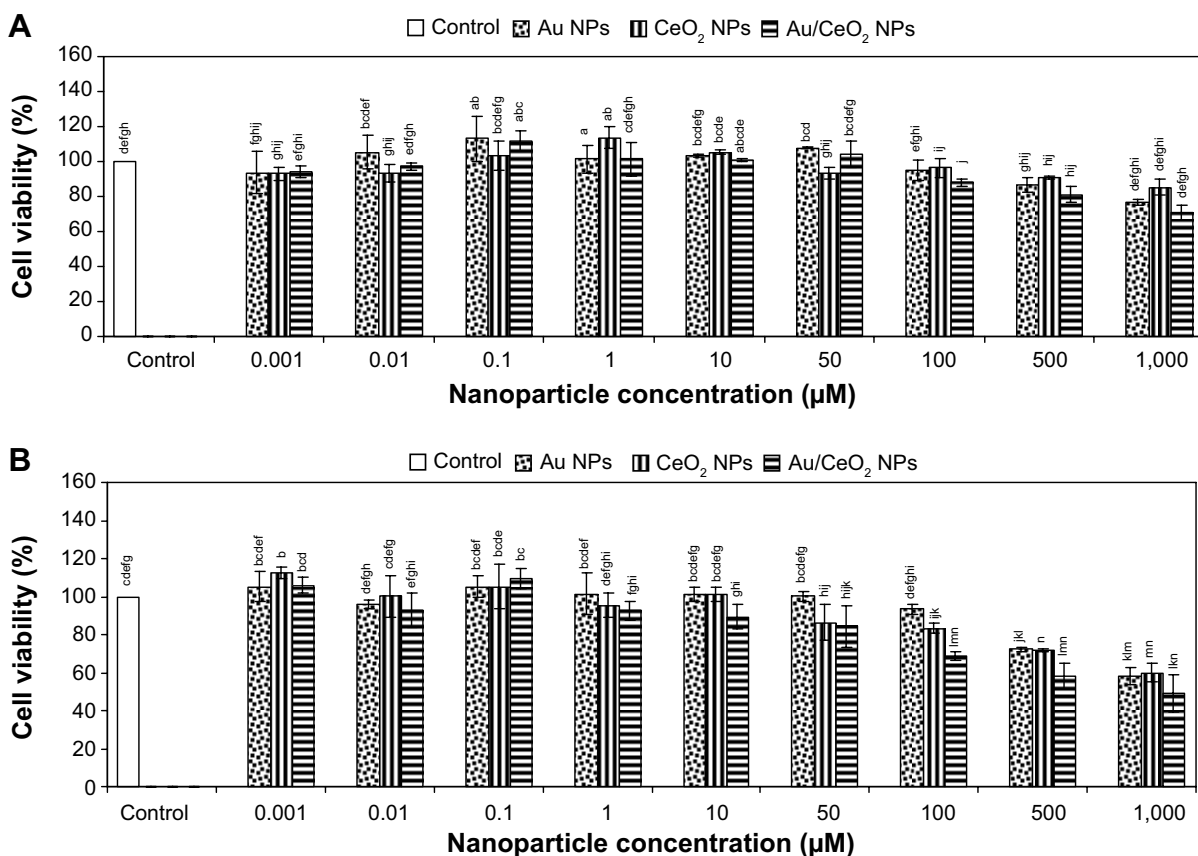 A
Control Au NPs CeO₂ NPs Au/CeO₂ NPs
Cell viability (%)
160
140
120
100
80
60
40
20
0
defgh
fghij ghij efghi
bcdef ghij edfgh
ab bcdefg abc
a ab cdefgh
bcdefg bcde abcde
bcd ghij bcdefg
efghi iij j
ghij hij hij
defghi defghi defgh
Control 0.001 0.01 0.1 1 10 50 100 500 1,000
Nanoparticle concentration (µM)
B
Control Au NPs CeO₂ NPs Au/CeO₂ NPs
Cell viability (%)
160
140
120
100
80
60
40
20
0
cdefg
bcdef b bcd
defgh cdefg efghi
bcdef bcde bc
bcdef defghi fghi
bcdefg bcdefg ghi
bcdefg hij hijk
defghi ijk lmn
jkl n lmn
klm mn lkn
Control 0.001 0.01 0.1 1 10 50 100 500 1,000
Nanoparticle concentration (µM)